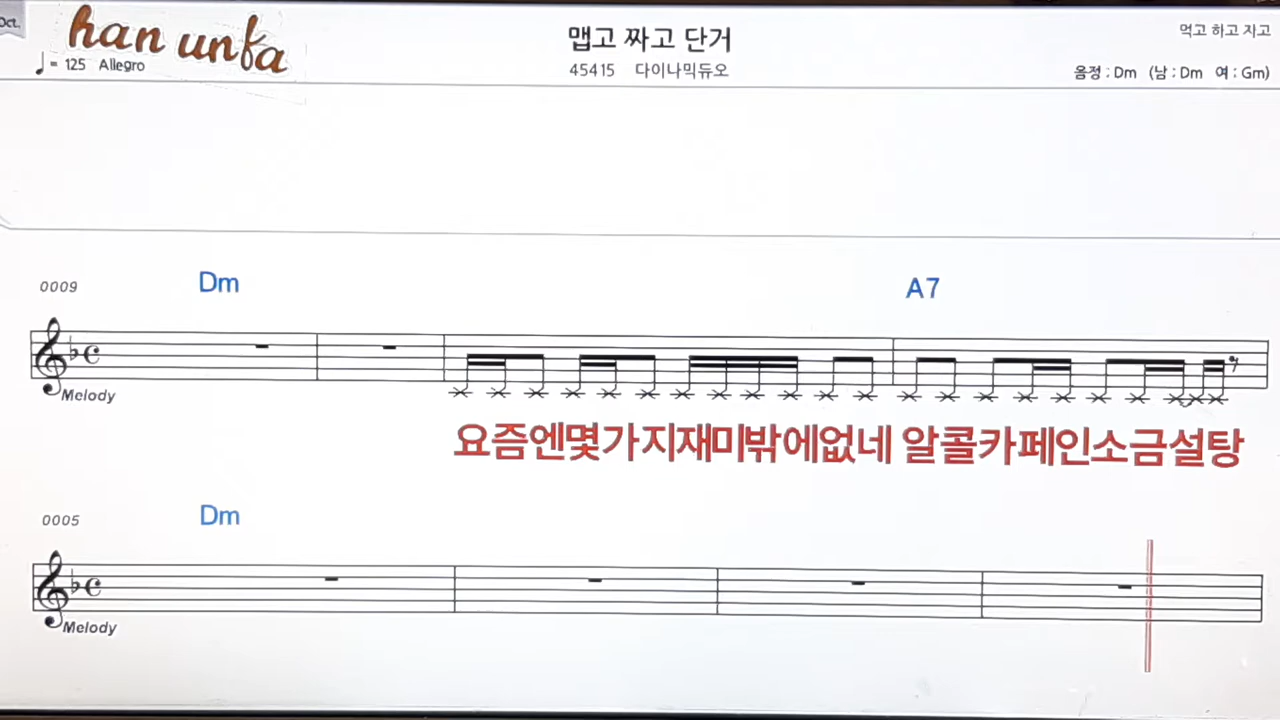 Oct.
han unfa
맵고 짜고 단거
먹고 하고 자고
♩= 125 Allegro
45415 다이나믹듀오
음정 : Dm (남 : Dm 여 : Gm)
0009
Dm
A7
Melody
요즘엔몇가지재미밖에없네 알콜카페인소금설탕
0005
Dm
Melody